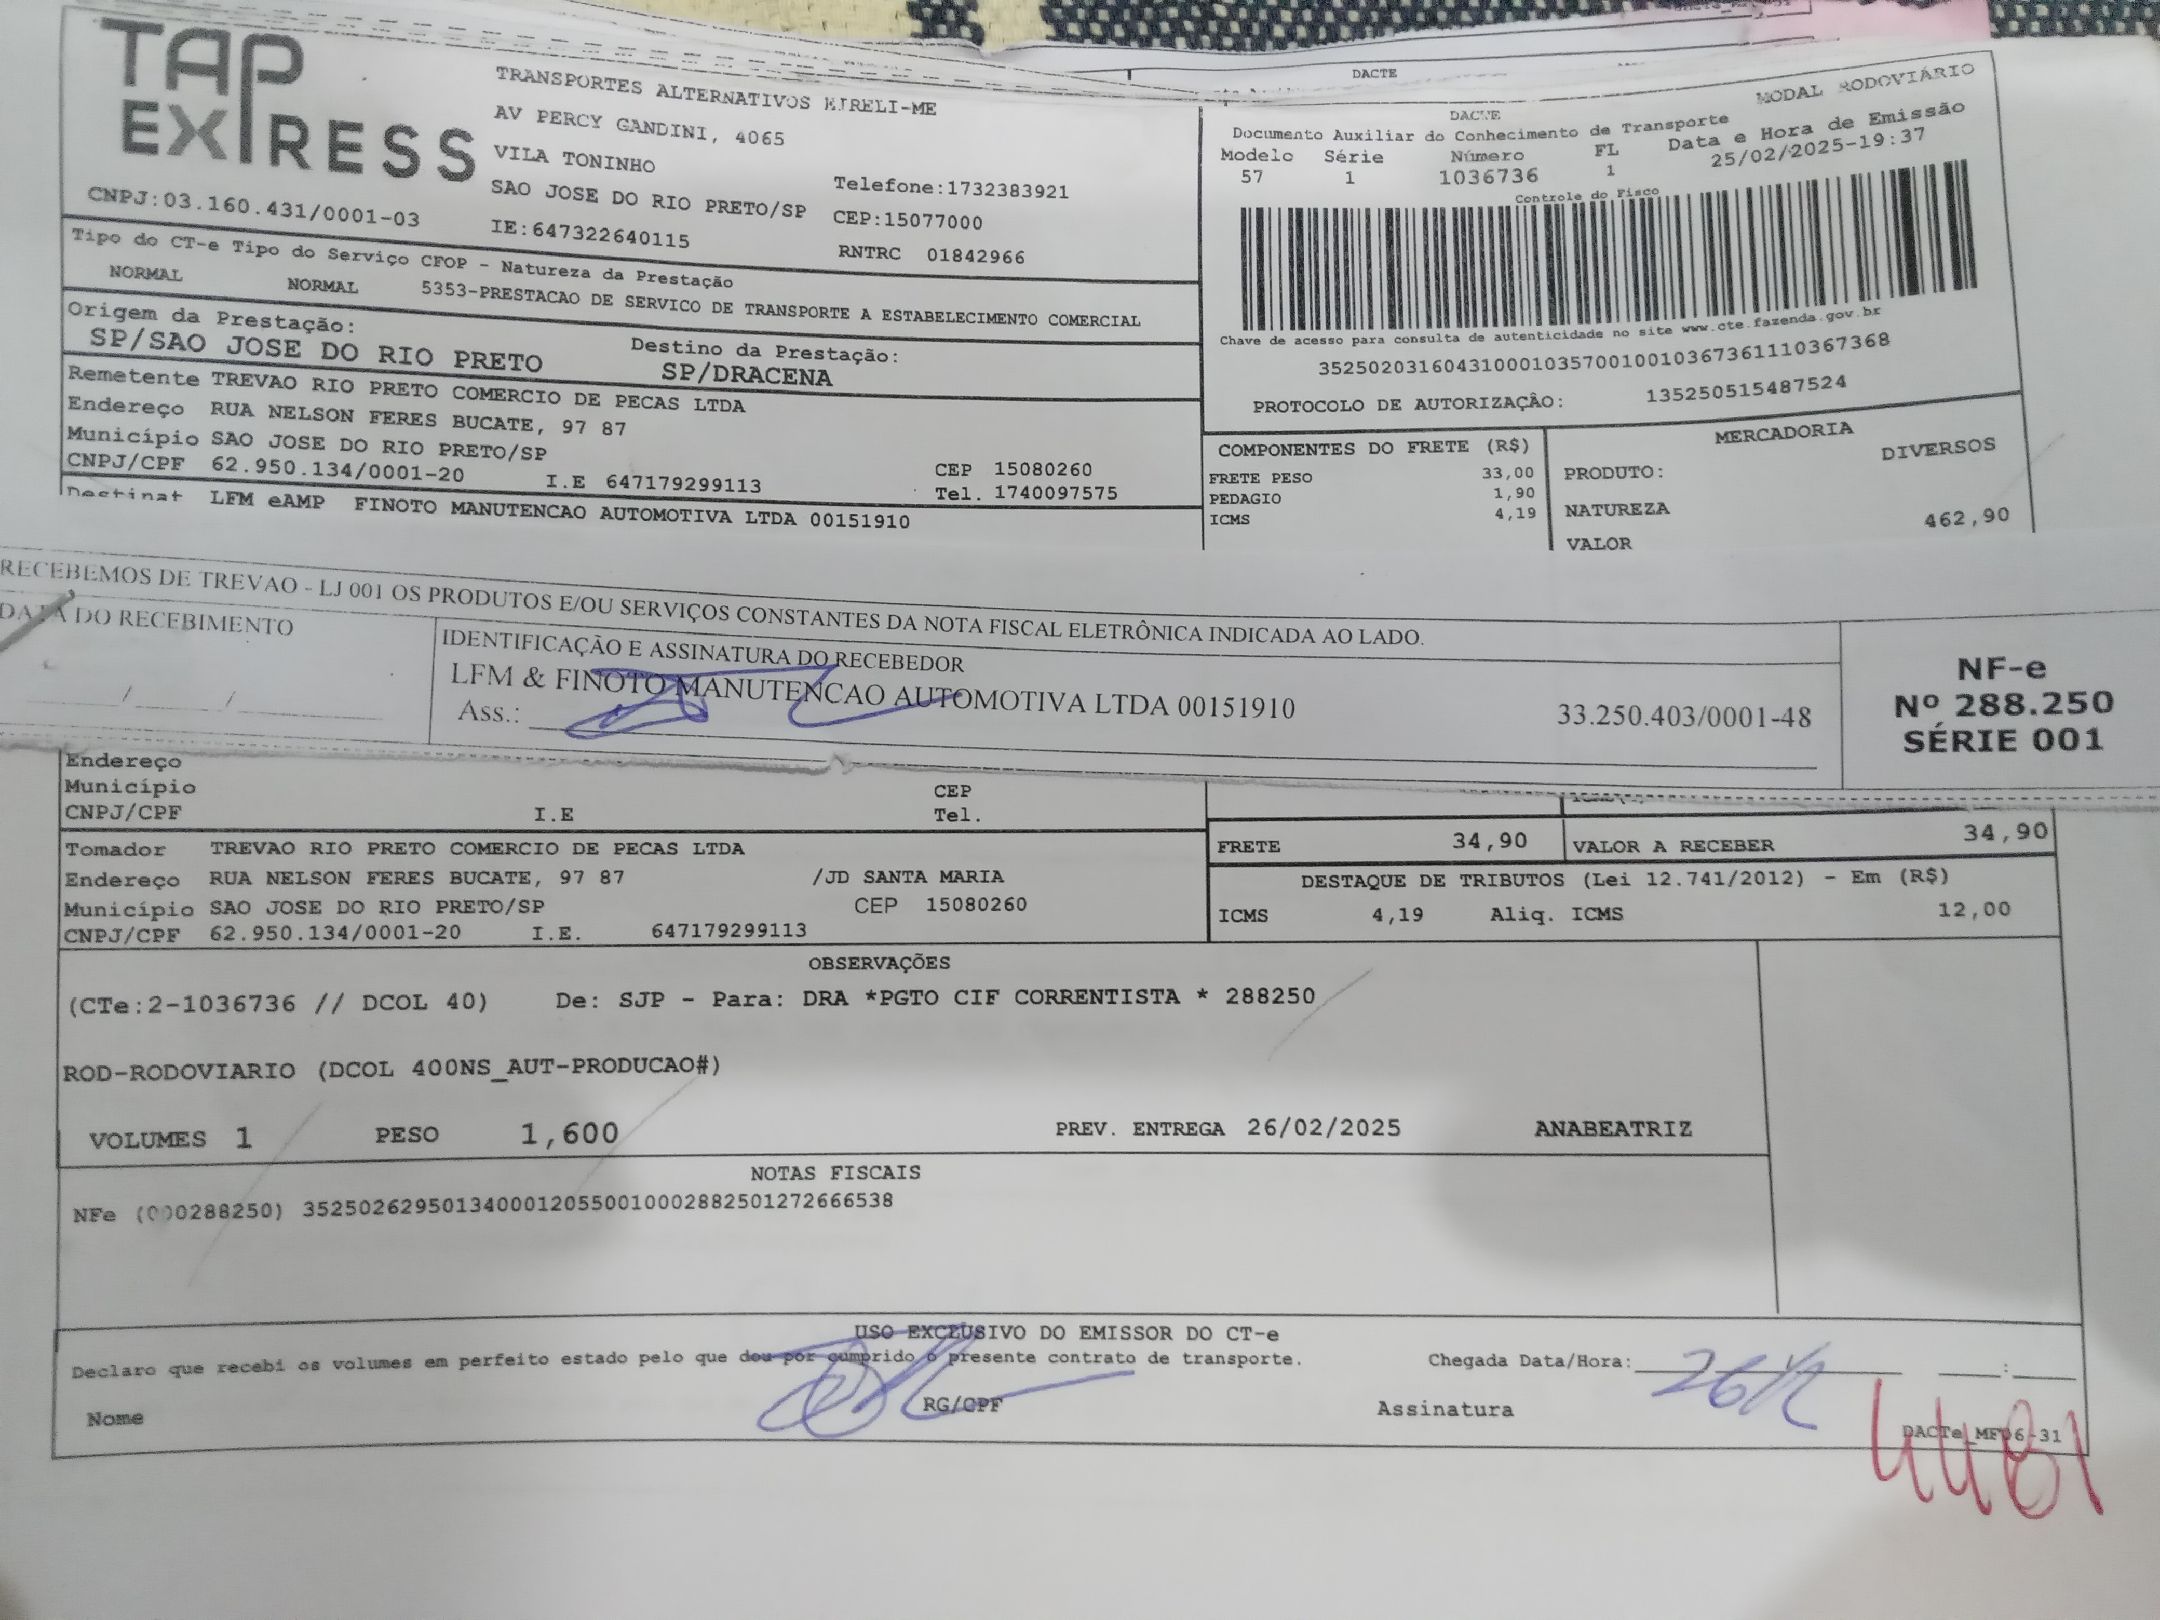 TAP
EXPRESS
TRANSPORTES ALTERNATIVOS EIRELI-ME
AV PERCY GANDINI, 4065
VILA TONINHO
SAO JOSE DO RIO PRETO/SP
Telefone:1732383921
CEP:15077000
CNPJ:03.160.431/0001-03
IE:647322640115
RNTRC 01842966
DACTE
DACTE
MODAL RODOVIÁRIO
Documento Auxiliar do Conhecimento de Transporte
Modelo Série Número FL Data e Hora de Emissão
57 1 1036736 1 25/02/2025-19:37
Controle do Fisco
Chave de acesso para consulta de autenticidade no site www.cte.fazenda.gov.br
35250203160431000103570010010367361110367368
PROTOCOLO DE AUTORIZAÇÃO: 135250515487524
Tipo do CT-e Tipo do Serviço CFOP - Natureza da Prestação
NORMAL NORMAL 5353-PRESTACAO DE SERVICO DE TRANSPORTE A ESTABELECIMENTO COMERCIAL
Origem da Prestação: Destino da Prestação:
SP/SAO JOSE DO RIO PRETO SP/DRACENA
Remetente TREVAO RIO PRETO COMERCIO DE PECAS LTDA
Endereço RUA NELSON FERES BUCATE, 97 87
Município SAO JOSE DO RIO PRETO/SP CEP 15080260
CNPJ/CPF 62.950.134/0001-20 I.E 647179299113 Tel. 1740097575
Destinat LFM eAMP FINOTO MANUTENCAO AUTOMOTIVA LTDA 00151910
COMPONENTES DO FRETE (R$)
FRETE PESO 33,00
PEDAGIO 1,90
ICMS 4,19
MERCADORIA
PRODUTO: DIVERSOS
NATUREZA
VALOR 462,90
RECEBEMOS DE TREVAO - LJ 001 OS PRODUTOS E/OU SERVIÇOS CONSTANTES DA NOTA FISCAL ELETRÔNICA INDICADA AO LADO.
DATA DO RECEBIMENTO
/ /
IDENTIFICAÇÃO E ASSINATURA DO RECEBEDOR
LFM & FINOTO MANUTENCAO AUTOMOTIVA LTDA 00151910
Ass.:
33.250.403/0001-48
NF-e
Nº 288.250
SÉRIE 001
Endereço
Município CEP
CNPJ/CPF I.E Tel.
Tomador TREVAO RIO PRETO COMERCIO DE PECAS LTDA
Endereço RUA NELSON FERES BUCATE, 97 87 /JD SANTA MARIA
Município SAO JOSE DO RIO PRETO/SP CEP 15080260
CNPJ/CPF 62.950.134/0001-20 I.E. 647179299113
FRETE 34,90 VALOR A RECEBER 34,90
DESTAQUE DE TRIBUTOS (Lei 12.741/2012) - Em (R$)
ICMS 4,19 Aliq. ICMS 12,00
OBSERVAÇÕES
(CTe:2-1036736 // DCOL 40) De: SJP - Para: DRA *PGTO CIF CORRENTISTA * 288250
ROD-RODOVIARIO (DCOL 400NS_AUT-PRODUCAO#)
VOLUMES 1 PESO 1,600 PREV. ENTREGA 26/02/2025 ANABEATRIZ
NOTAS FISCAIS
NFe (000288250) 35250262950134000120550010002882501272666538
USO EXCLUSIVO DO EMISSOR DO CT-e
Declaro que recebi os volumes em perfeito estado pelo que dou por cumprido o presente contrato de transporte.
Chegada Data/Hora: 26/2 :
Nome RG/CPF Assinatura
DACTe_MF06-31
4481